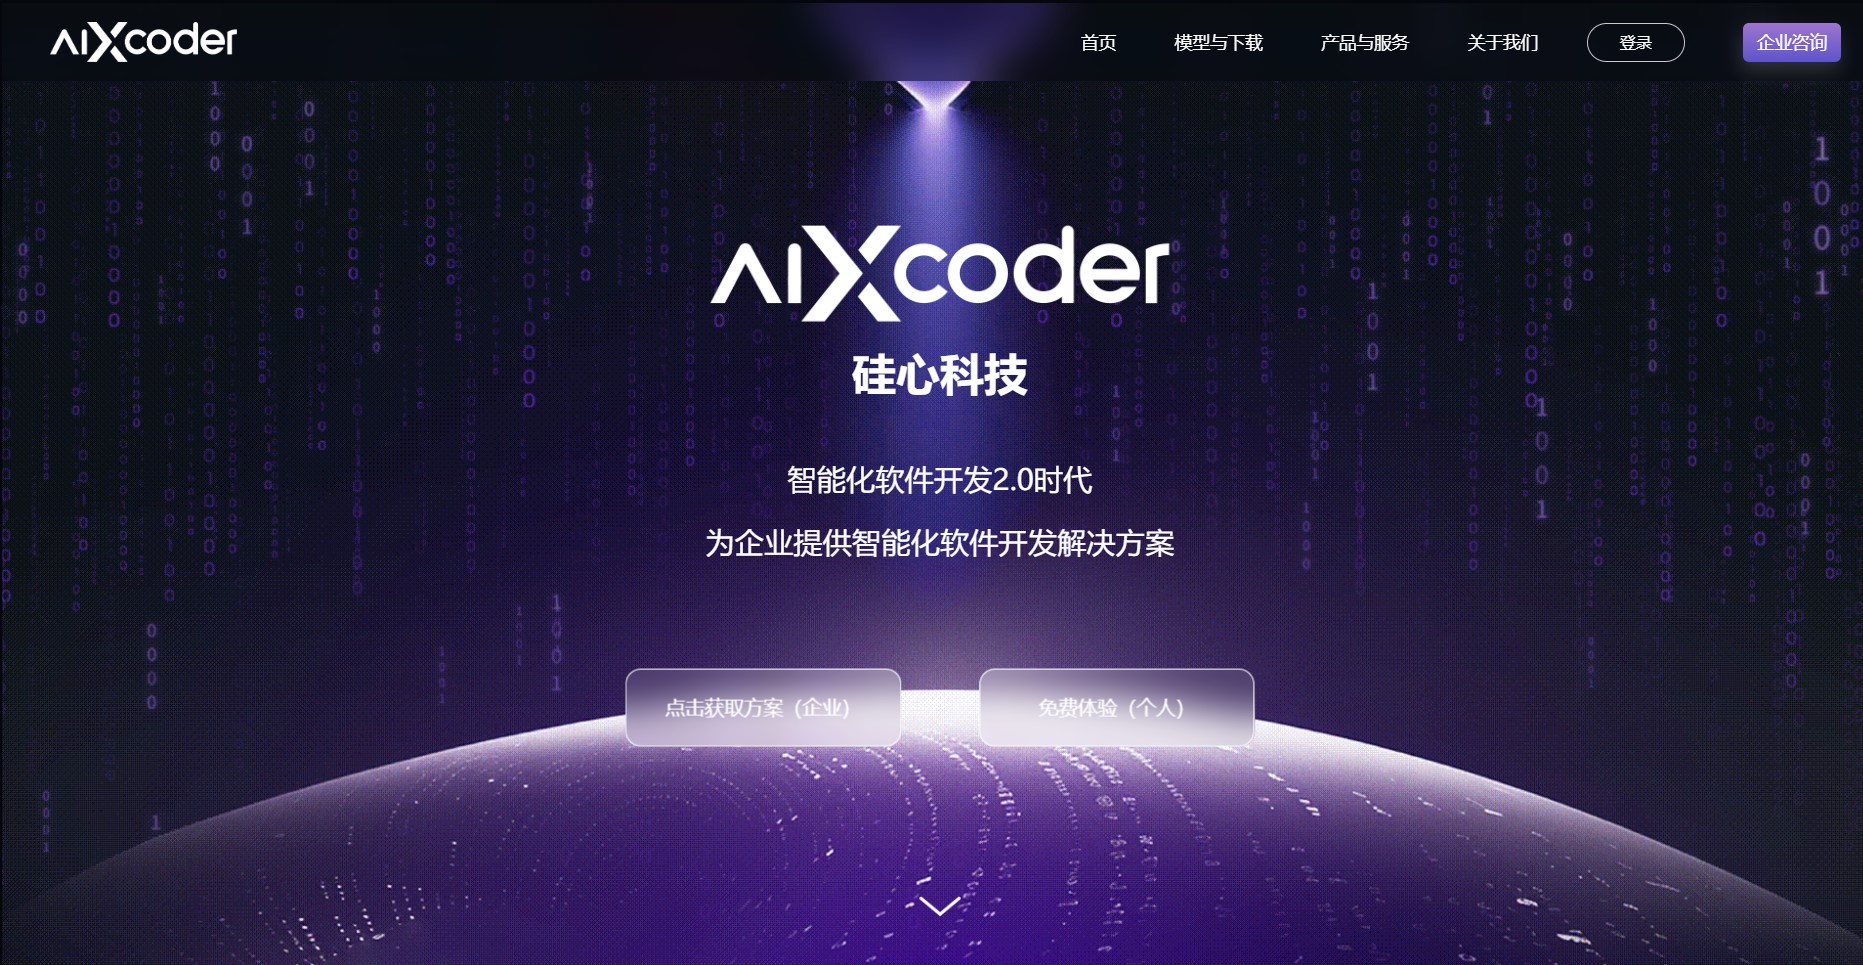 aiXcoder
首页 模型与下载 产品与服务 关于我们 登录 企业咨询
aiXcoder
硅心科技
智能化软件开发2.0时代
为企业提供智能化软件开发解决方案
点击获取方案（企业） 免费体验（个人）